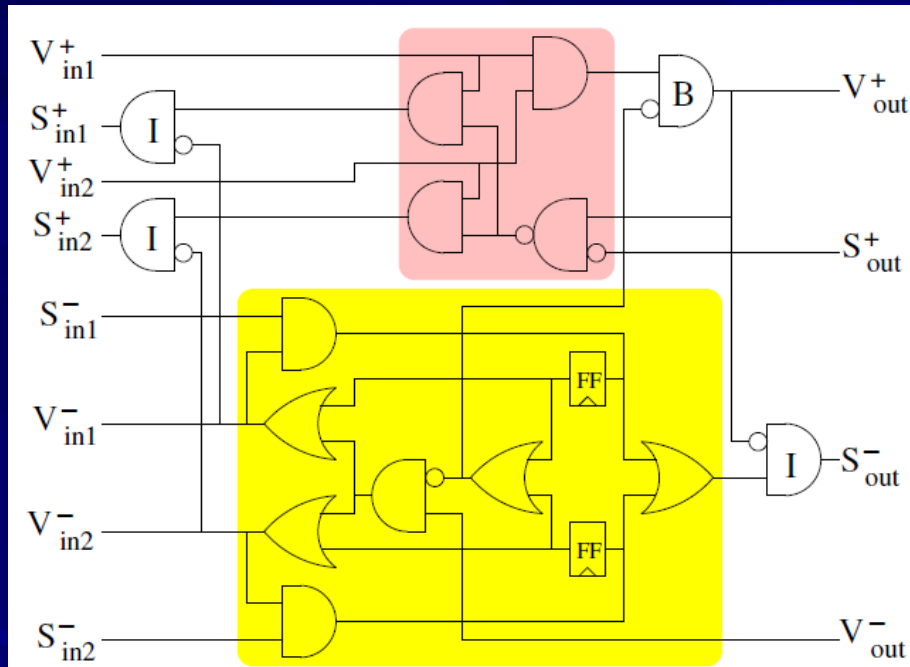 V+in1
B
V+out
S+in1
I
V+in2
S+in2
I
S+out
S−in1
FF
V−in1
I
S−out
V−in2
FF
S−in2
V−out